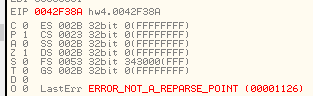 EIP 0042F38A hw4.0042F38A
C 0 ES 002B 32bit 0(FFFFFFFF)
P 1 CS 0023 32bit 0(FFFFFFFF)
A 0 SS 002B 32bit 0(FFFFFFFF)
Z 1 DS 002B 32bit 0(FFFFFFFF)
S 0 FS 0053 32bit 343000(FFF)
T 0 GS 002B 32bit 0(FFFFFFFF)
D 0
O 0 LastErr ERROR_NOT_A_REPARSE_POINT (00001126)